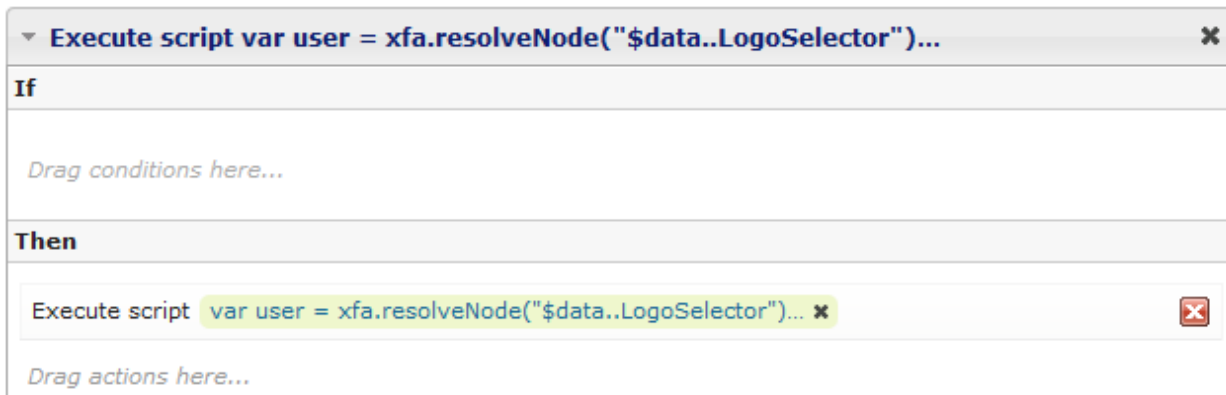 Execute script var user = xfa.resolveNode("$data..LogoSelector")...
If
Drag conditions here...
Then
Execute script var user = xfa.resolveNode("$data..LogoSelector")...
Drag actions here...